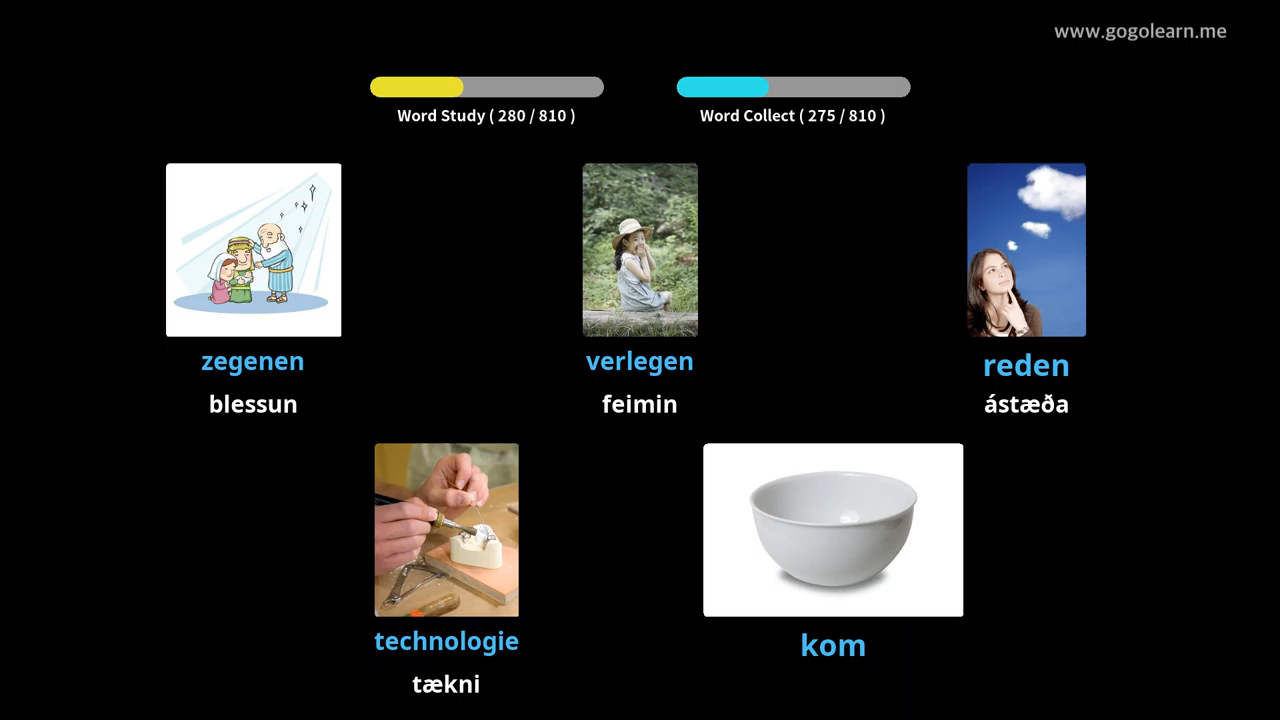 www.gogolearn.me
Word Study ( 280 / 810 )
Word Collect ( 275 / 810 )
zegenen
blessun
verlegen
feimin
reden
ástæða
technologie
tækni
kom